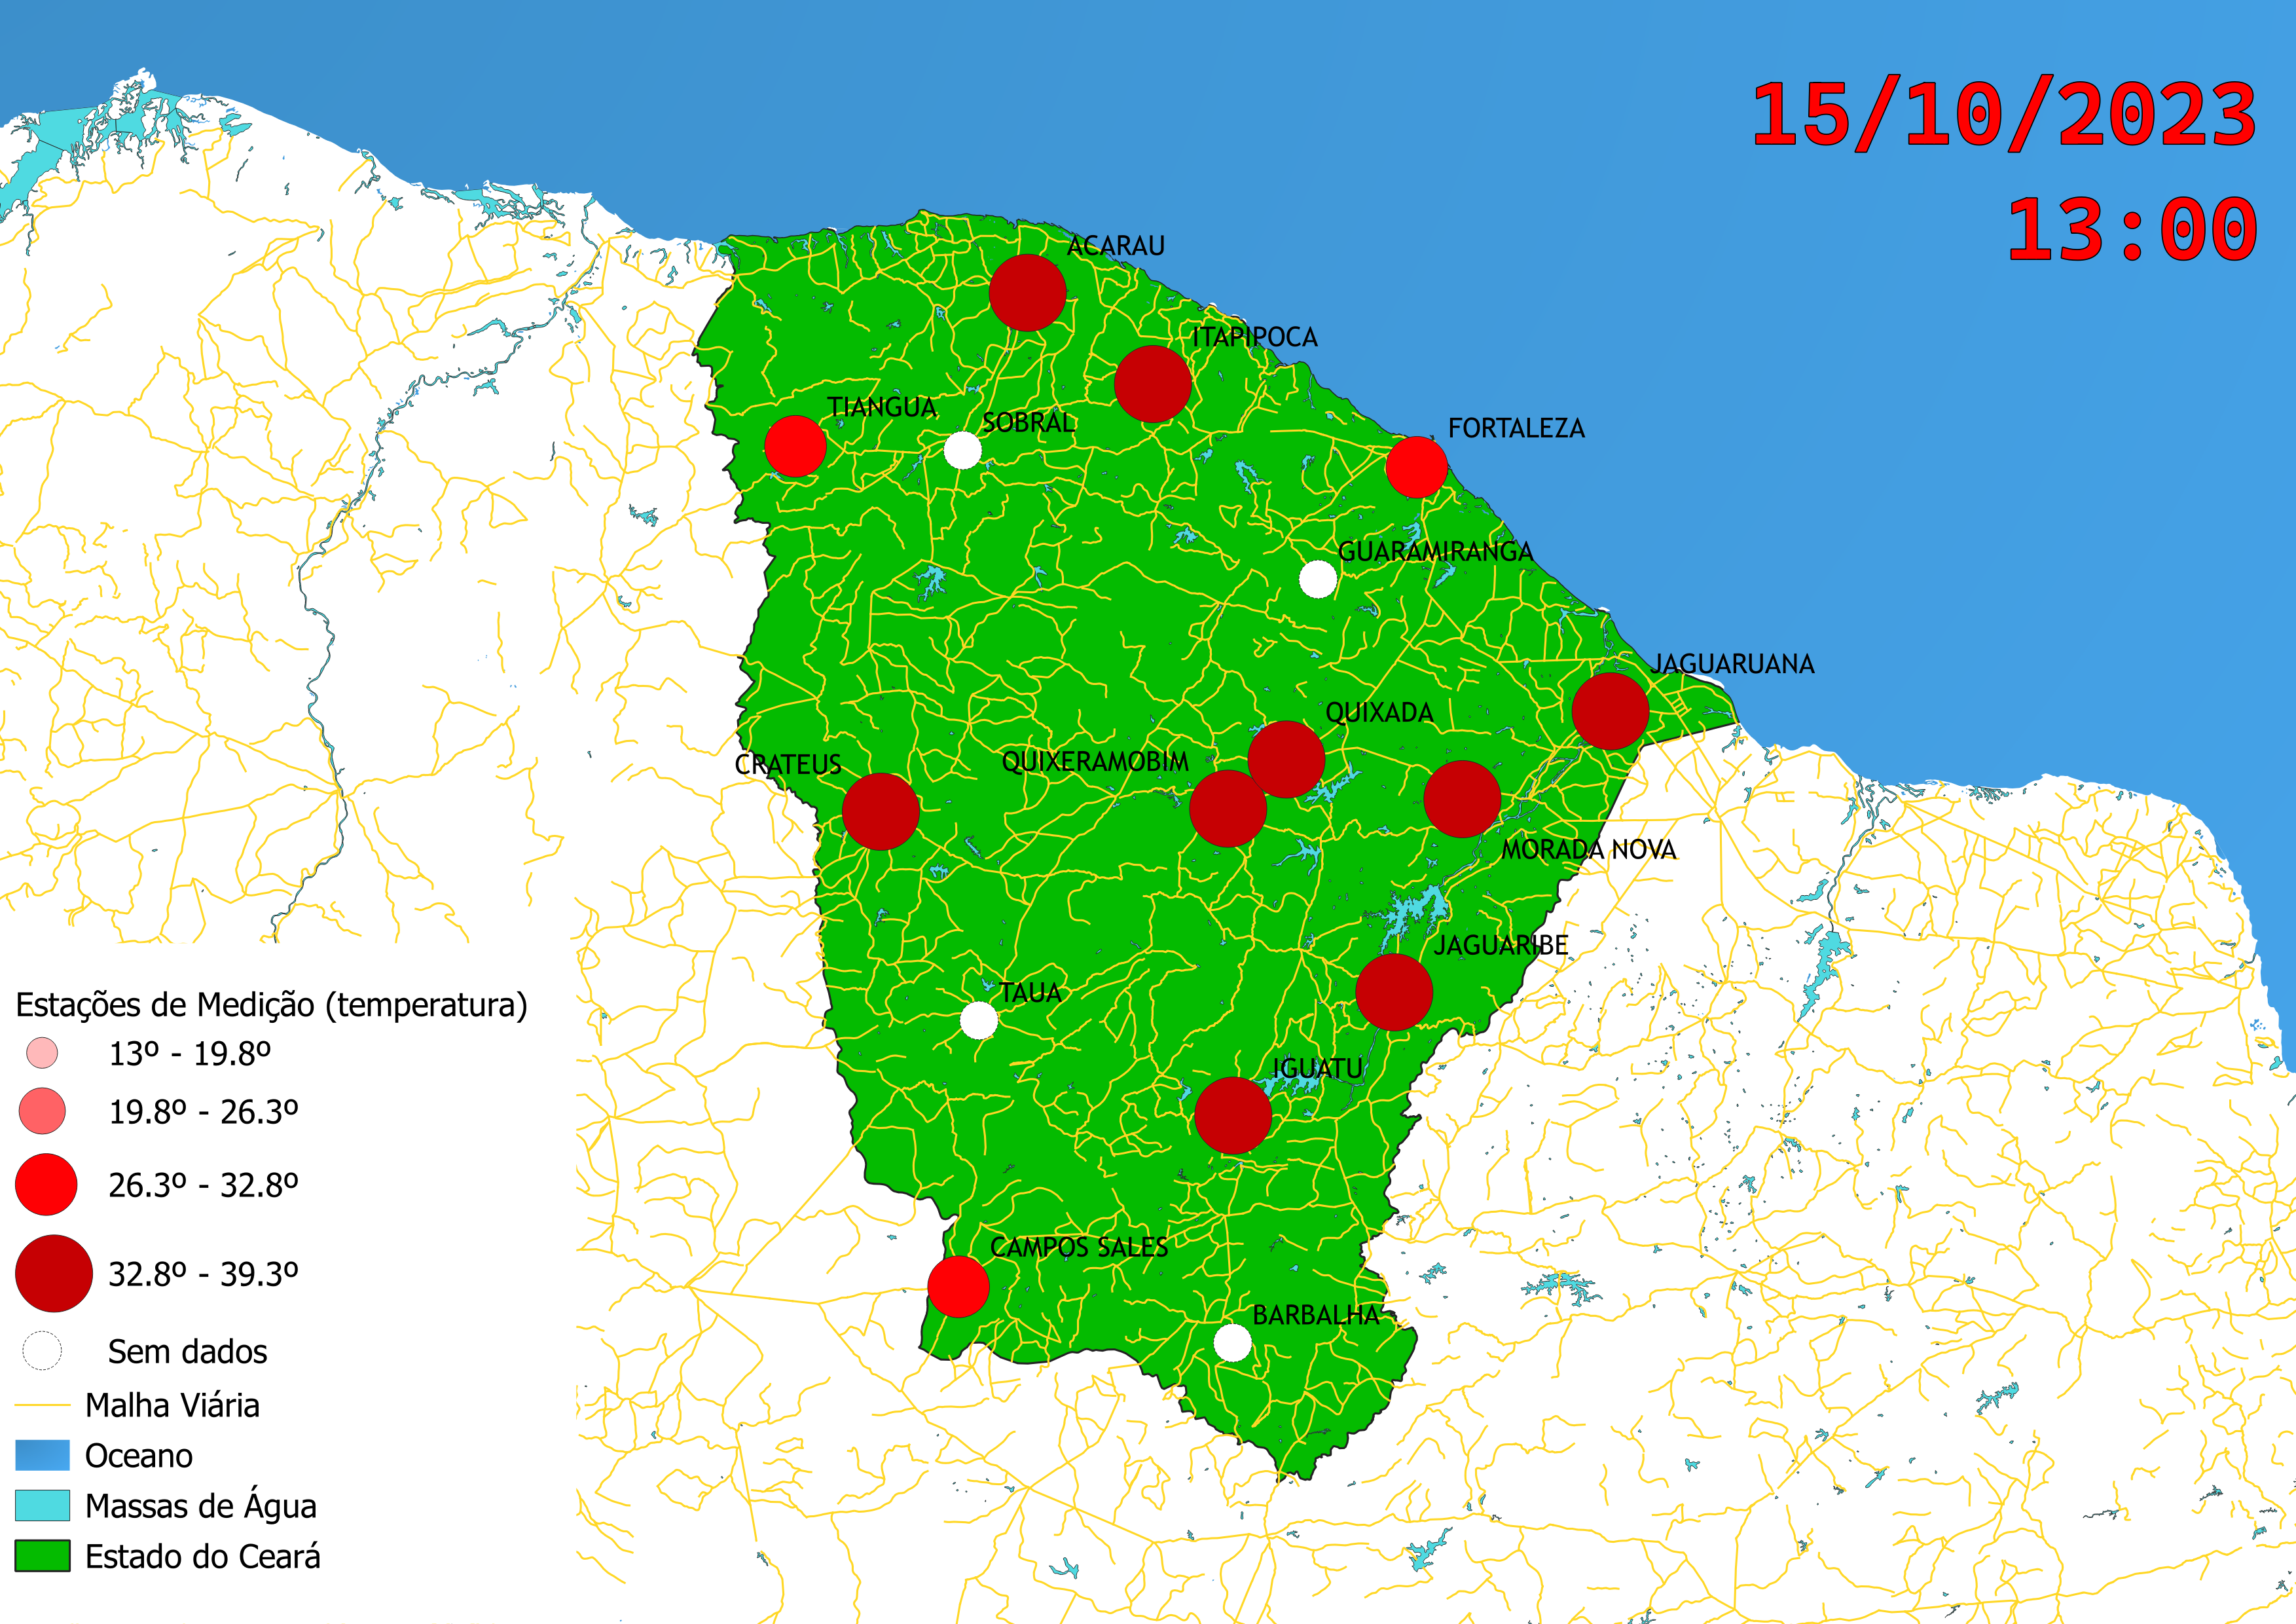 15/10/2023
13:00
ACARAU
ITAPIPOCA
TIANGUA
SOBRAL
FORTALEZA
GUARAMIRANGA
JAGUARUANA
QUIXADA
CRATEUS
QUIXERAMOBIM
MORADA NOVA
JAGUARIBE
TAUA
IGUATU
CAMPOS SALES
BARBALHA
Estações de Medição (temperatura)
13º - 19.8º
19.8º - 26.3º
26.3º - 32.8º
32.8º - 39.3º
Sem dados
Malha Viária
Oceano
Massas de Água
Estado do Ceará